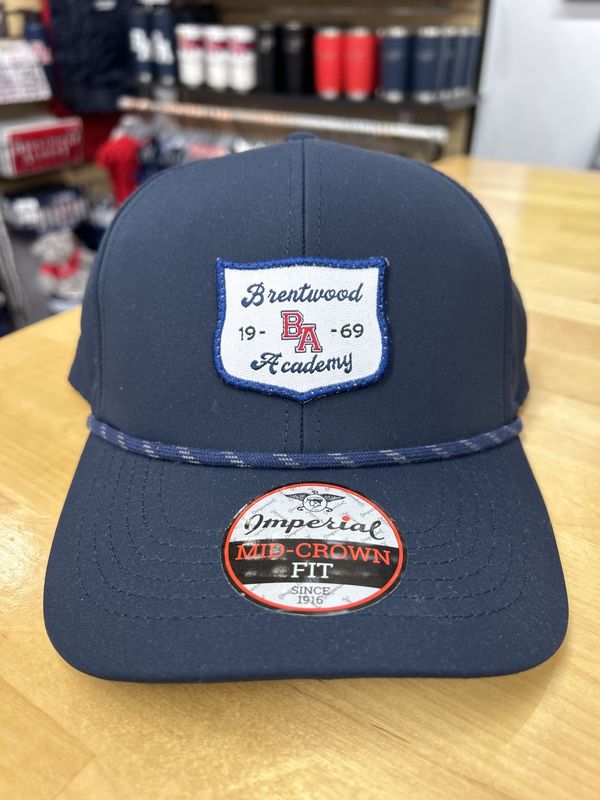 Brentwood
19- BA -69
Academy
Imperial
MID-CROWN
FIT
SINCE
1916